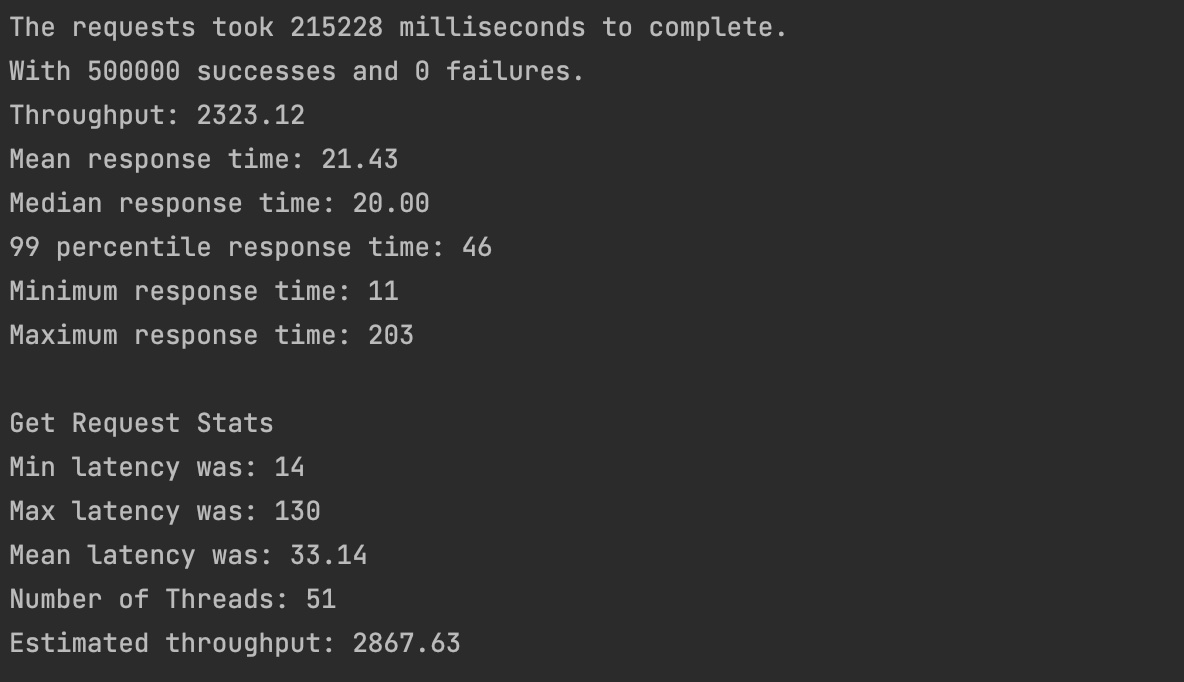 The requests took 215228 milliseconds to complete.
With 500000 successes and 0 failures.
Throughput: 2323.12
Mean response time: 21.43
Median response time: 20.00
99 percentile response time: 46
Minimum response time: 11
Maximum response time: 203
Get Request Stats
Min latency was: 14
Max latency was: 130
Mean latency was: 33.14
Number of Threads: 51
Estimated throughput: 2867.63